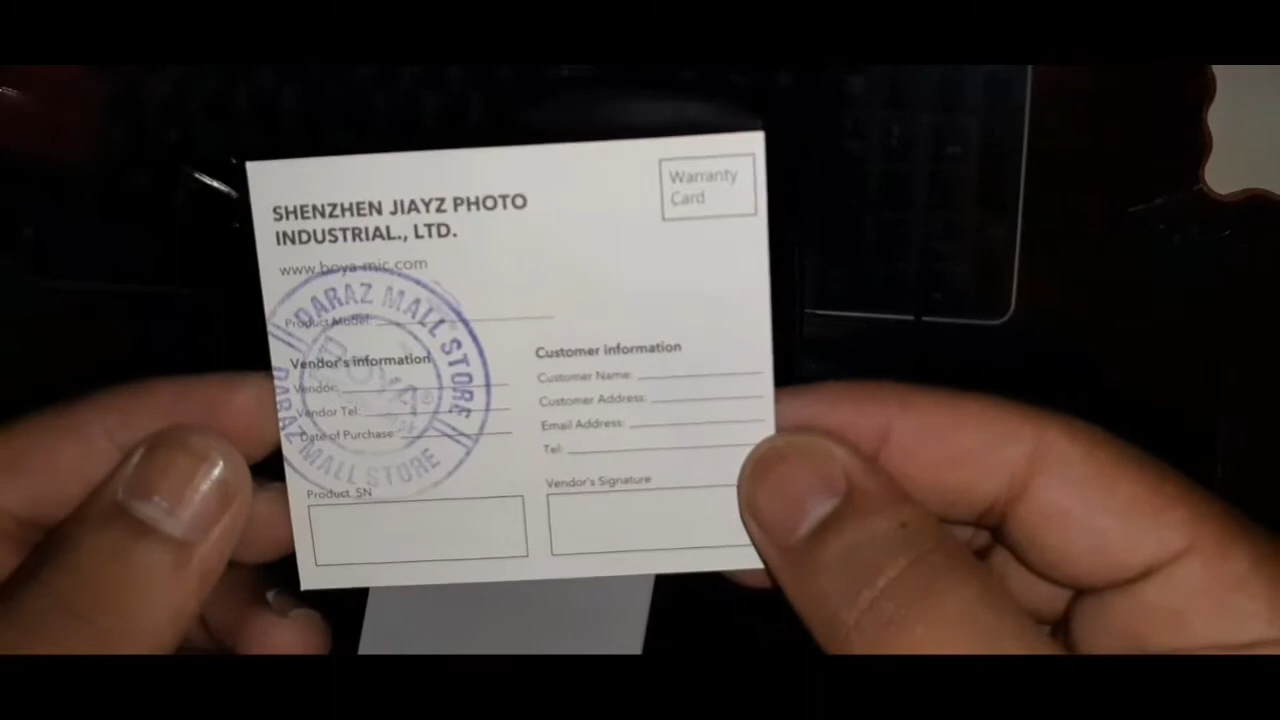 SHENZHEN JIAYZ PHOTO
INDUSTRIAL., LTD.
www.boya-mic.com
Warranty
Card
Product Model:
DARAZ MALL STORE
DARAZ MALL STORE
BOYA®
Vendor's information
Vendor:
Vendor Tel:
Date of Purchase:
Product SN
Customer information
Customer Name:
Customer Address:
Email Address:
Tel:
Vendor's Signature